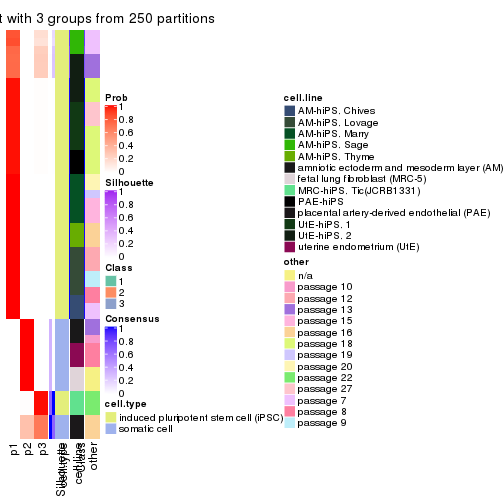 t with 3 groups from 250 partitions
Prob
1
0.8
0.6
0.4
0.2
0
Silhouette
1
0.8
0.6
0.4
0.2
0
Class
1
2
3
Consensus
1
0.8
0.6
0.4
0.2
0
cell.type
induced pluripotent stem cell (iPSC)
somatic cell
cell.line
AM-hiPS. Chives
AM-hiPS. Lovage
AM-hiPS. Marry
AM-hiPS. Sage
AM-hiPS. Thyme
amniotic ectoderm and mesoderm layer (AM)
fetal lung fibroblast (MRC-5)
MRC-hiPS. Tic(JCRB1331)
PAE-hiPS
placental artery-derived endothelial (PAE)
UtE-hiPS. 1
UtE-hiPS. 2
uterine endometrium (UtE)
other
n/a
passage 10
passage 12
passage 13
passage 15
passage 16
passage 18
passage 19
passage 20
passage 22
passage 27
passage 7
passage 8
passage 9
p1
p2
p3
Silhouette
cell.type
cell.line
Class
other